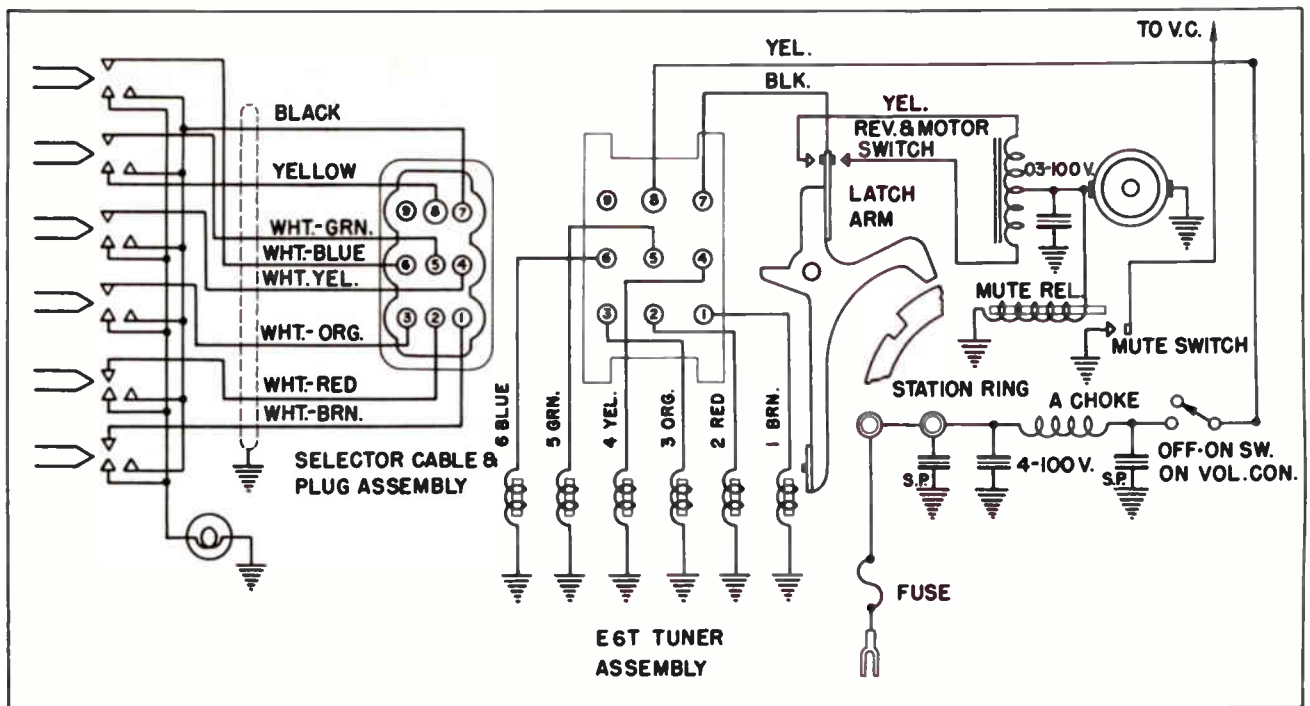 TO V.C.
YEL.
BLK.
YEL.
REV. & MOTOR
SWITCH
.03-100 V.
LATCH
ARM
BLACK
YELLOW
WHT.-GRN.
WHT.-BLUE
WHT. YEL.
WHT.-ORG.
WHT.-RED
WHT.-BRN.
9 8 7
6 5 4
3 2 1
9 8 7
6 5 4
3 2 1
MUTE REL.
MUTE SWITCH
STATION RING
A CHOKE
S.P.
4-100 V.
S.P.
OFF-ON SW.
ON VOL. CON.
SELECTOR CABLE &
PLUG ASSEMBLY
6 BLUE
5 GRN.
4 YEL.
3 ORG.
2 RED
1 BRN.
FUSE
E6T TUNER
ASSEMBLY